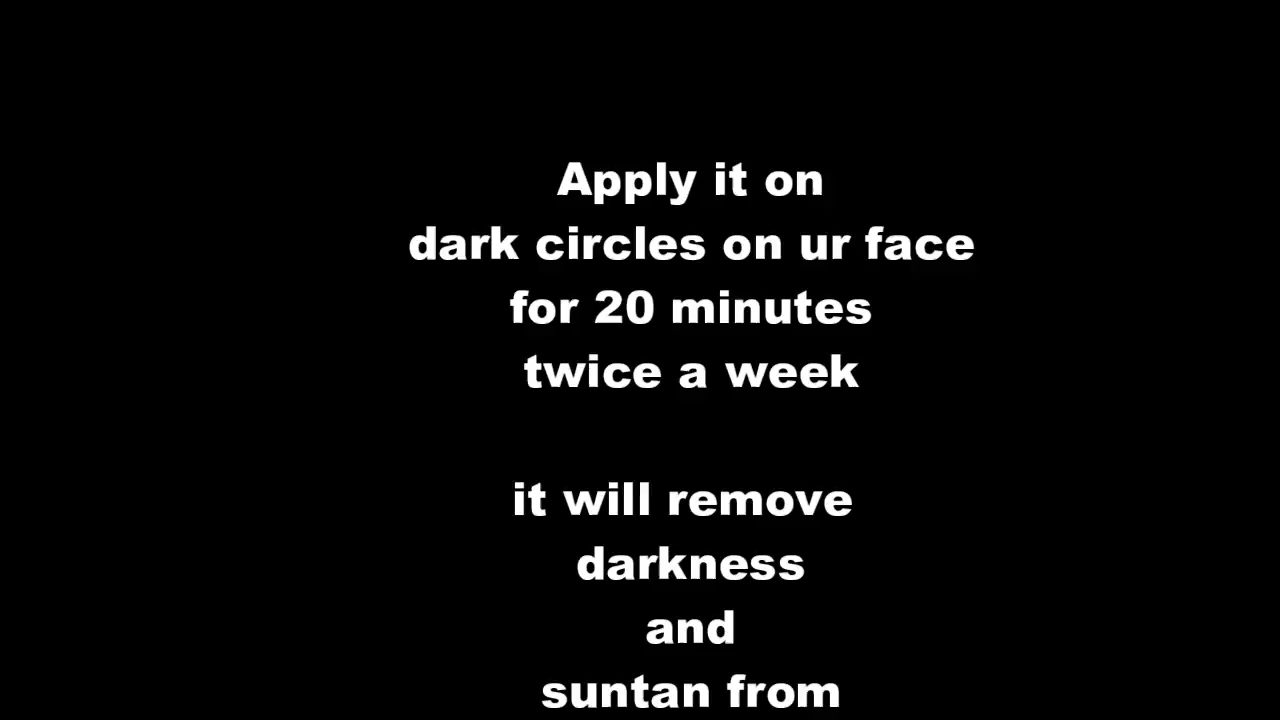 Apply it on
dark circles on ur face
for 20 minutes
twice a week
it will remove
darkness
and
suntan from